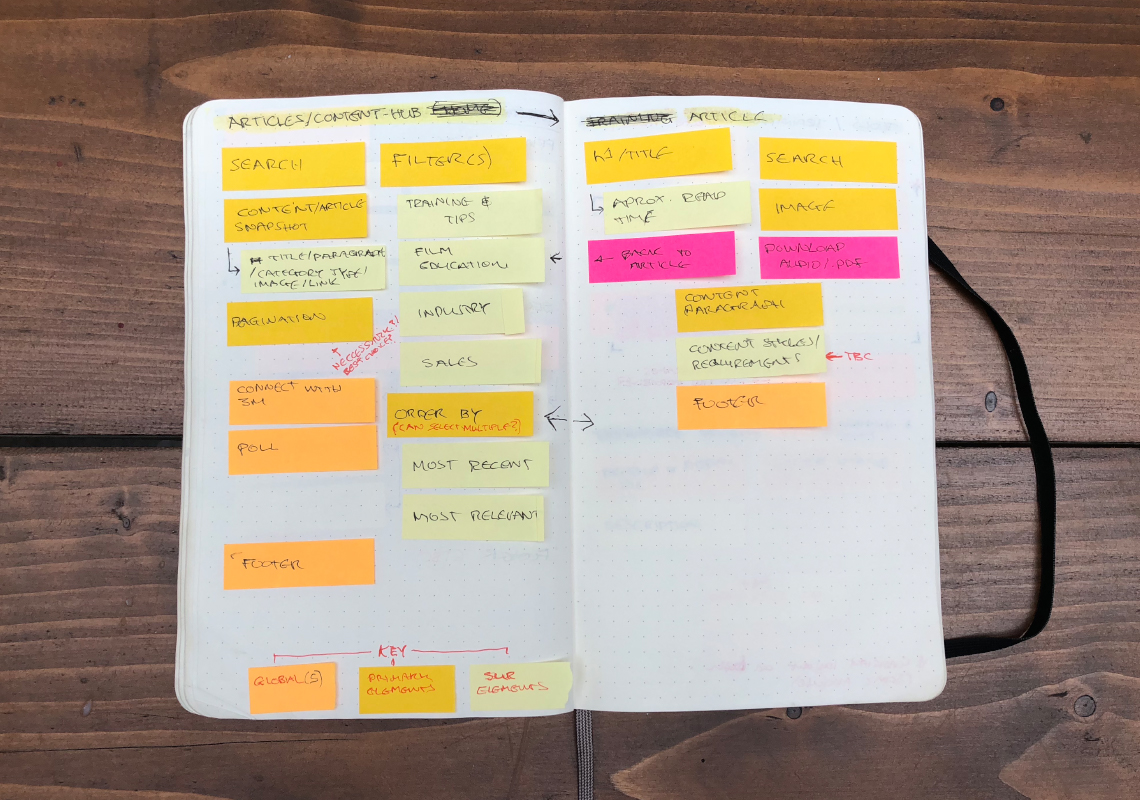 ARTICLES/CONTENT-HUB
SEARCH
CONTENT/ARTICLE
SNAPSHOT
TITLE/PARAGRAPH
/CATEGORY TYPE/
IMAGE/LINK
PAGINATION
NECCESSARY?/
BEST CHOICE?
CONNECT WITH
3M
POLL
FOOTER
FILTER(S)
TRAINING &
TIPS
FILM
EDUCATION
INDUSTRY
SALES
ORDER BY
(CAN SELECT MULTIPLE?)
MOST RECENT
MOST RELEVANT
KEY
GLOBAL(S)
PRIMARY
ELEMENTS
SUB
ELEMENTS
TRAINING ARTICLE
h1/TITLE
APROX. READ
TIME
BACK TO
ARTICLE
SEARCH
IMAGE
DOWNLOAD
AUDIO/.PDF
CONTENT
PARAGRAPH
CONTENT STYLES/
REQUIREMENTS
TBC
FOOTER